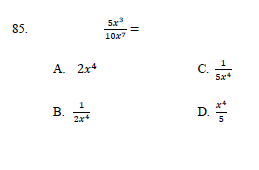 85. 5x³/10x⁷ =
A. 2x⁴ C. 1/5x⁴
B. 1/2x⁴ D. x⁴/5